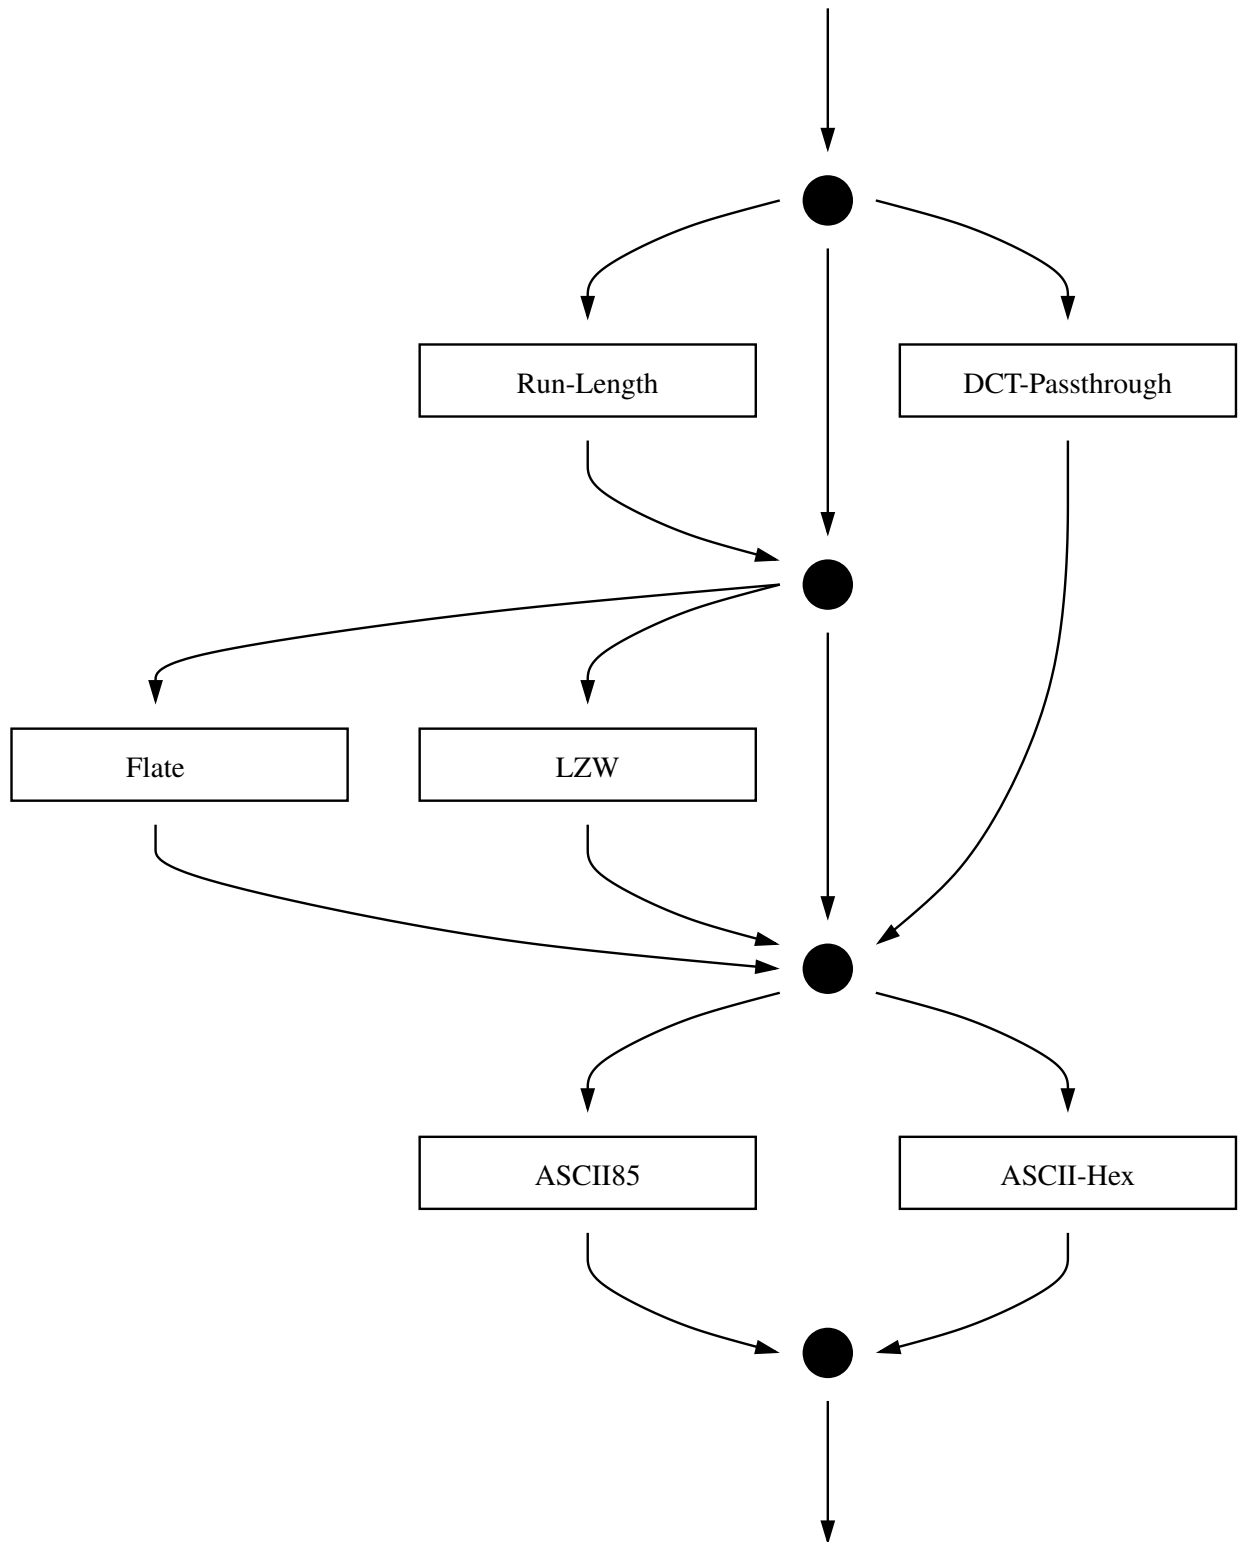 Run-Length
DCT-Passthrough
Flate
LZW
ASCII85
ASCII-Hex